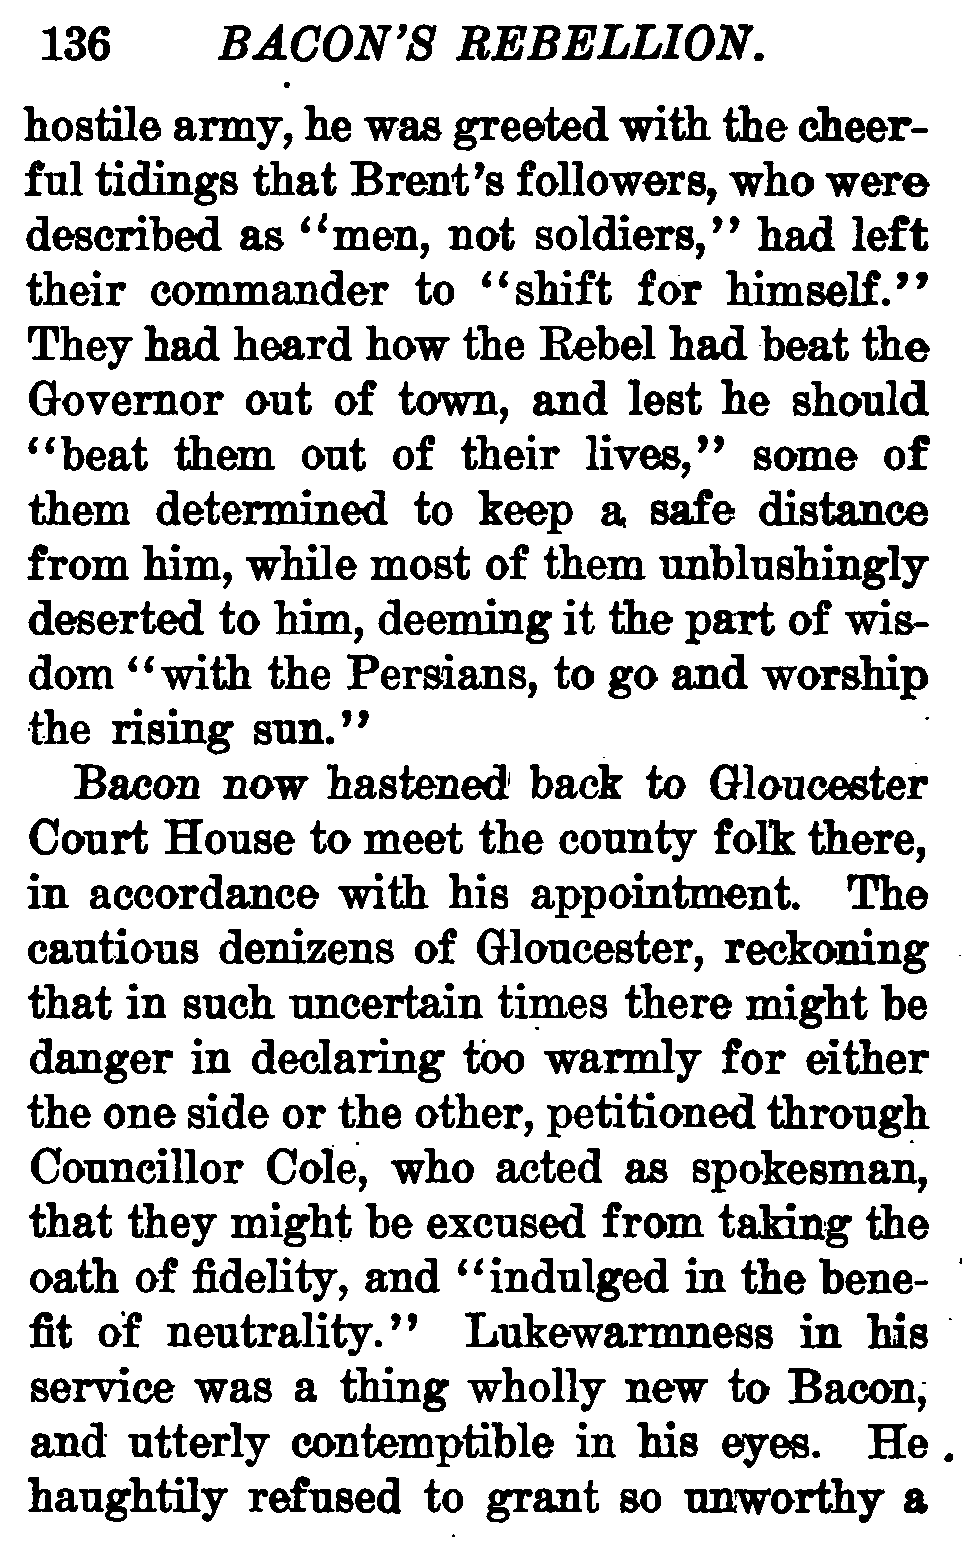 136 BACON'S REBELLION.
hostile army, he was greeted with the cheer-
ful tidings that Brent's followers, who were
described as "men, not soldiers," had left
their commander to "shift for himself."
They had heard how the Rebel had beat the
Governor out of town, and lest he should
"beat them out of their lives," some of
them determined to keep a safe distance
from him, while most of them unblushingly
deserted to him, deeming it the part of wis-
dom "with the Persians, to go and worship
the rising sun."
Bacon now hastened back to Gloucester
Court House to meet the county folk there,
in accordance with his appointment. The
cautious denizens of Gloucester, reckoning
that in such uncertain times there might be
danger in declaring too warmly for either
the one side or the other, petitioned through
Councillor Cole, who acted as spokesman,
that they might be excused from taking the
oath of fidelity, and "indulged in the bene-
fit of neutrality." Lukewarmness in his
service was a thing wholly new to Bacon,
and utterly contemptible in his eyes. He
haughtily refused to grant so unworthy a